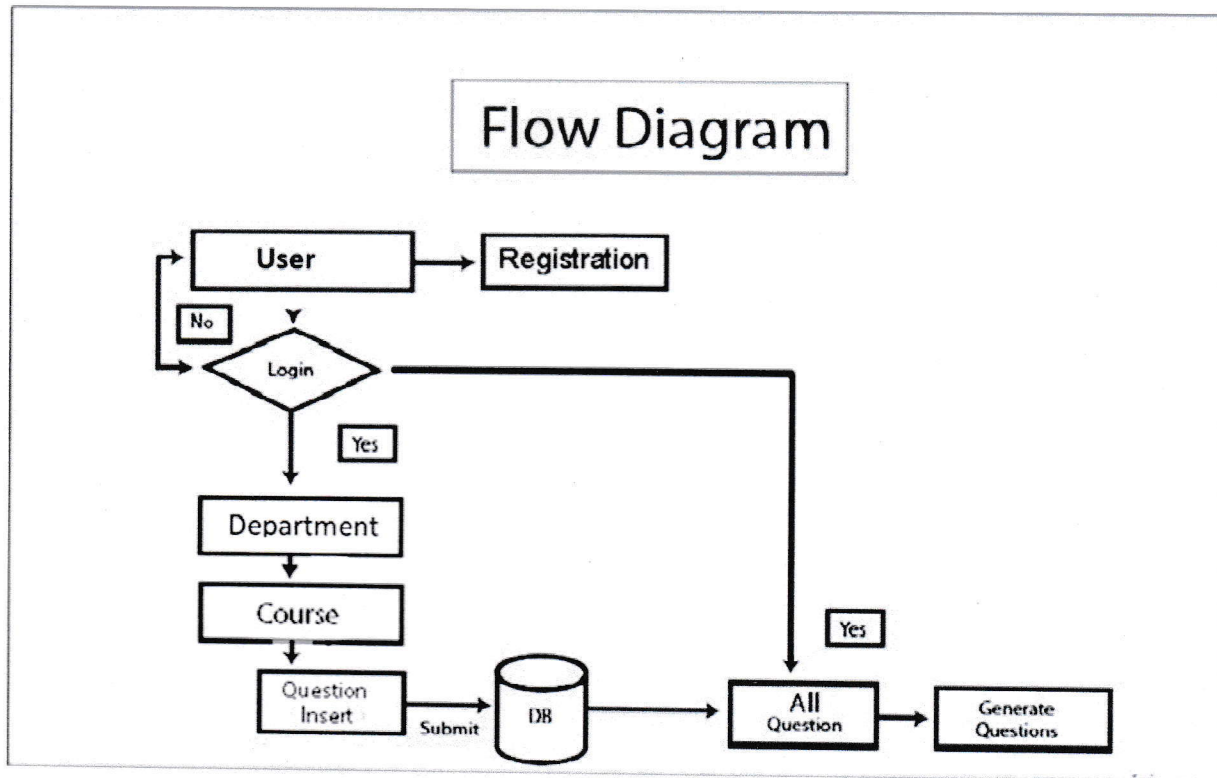 Flow Diagram
User
Registration
No
Login
Yes
Department
Course
Yes
Question
Insert
Submit
DB
All
Question
Generate
Questions